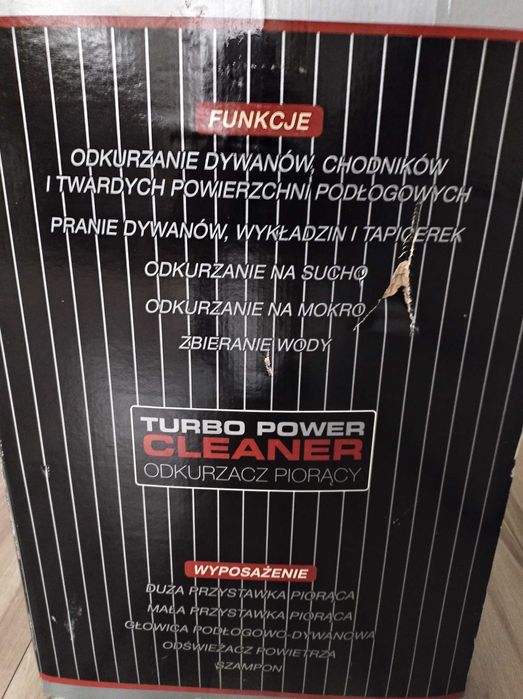 FUNKCJE
ODKURZANIE DYWANÓW, CHODNIKÓW
I TWARDYCH POWIERZCHNI PODŁOGOWYCH
PRANIE DYWANÓW, WYKŁADZIN I TAPICEREK
ODKURZANIE NA SUCHO
ODKURZANIE NA MOKRO
ZBIERANIE WODY
TURBO POWER
CLEANER
ODKURZACZ PIORĄCY
WYPOSAŻENIE
DUŻA PRZYSTAWKA PIORĄCA
MAŁA PRZYSTAWKA PIORĄCA
GŁOWICA PODŁOGOWO-DYWANOWA
ODŚWIEŻACZ POWIETRZA
SZAMPON